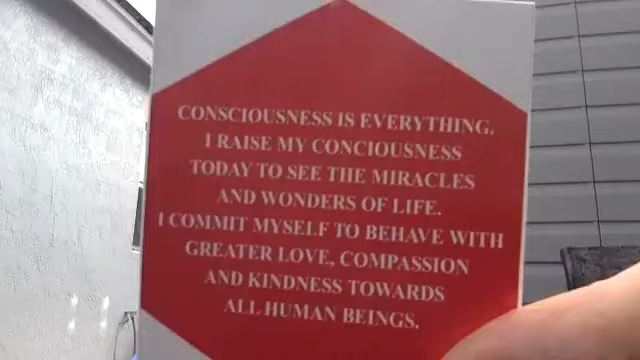 CONSCIOUSNESS IS EVERYTHING.
I RAISE MY CONCIOUSNESS
TODAY TO SEE THE MIRACLES
AND WONDERS OF LIFE.
I COMMIT MYSELF TO BEHAVE WITH
GREATER LOVE, COMPASSION
AND KINDNESS TOWARDS
ALL HUMAN BEINGS.